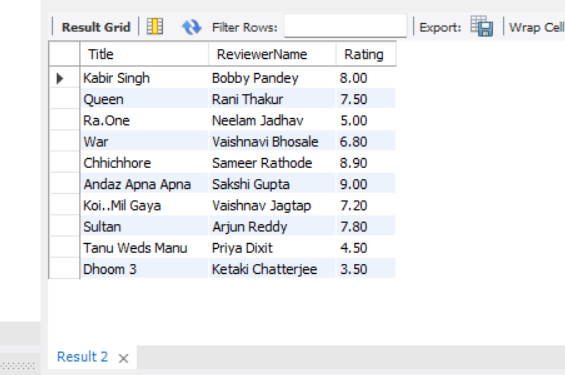 Result Grid Filter Rows: Export: Wrap Cell
Title ReviewerName Rating
Kabir Singh Bobby Pandey 8.00
Queen Rani Thakur 7.50
Ra.One Neelam Jadhav 5.00
War Vaishnavi Bhosale 6.80
Chhichhore Sameer Rathode 8.90
Andaz Apna Apna Sakshi Gupta 9.00
Koi..Mil Gaya Vaishnav Jagtap 7.20
Sultan Arjun Reddy 7.80
Tanu Weds Manu Priya Dixit 4.50
Dhoom 3 Ketaki Chatterjee 3.50
Result 2